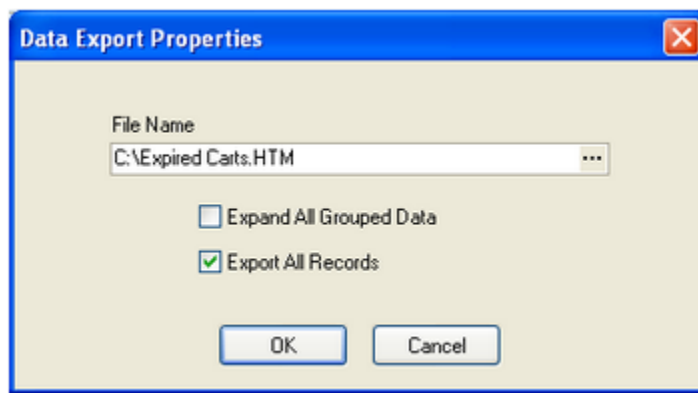 Data Export Properties
File Name
C:\Expired Carts.HTM ...
Expand All Grouped Data
Export All Records
OK Cancel